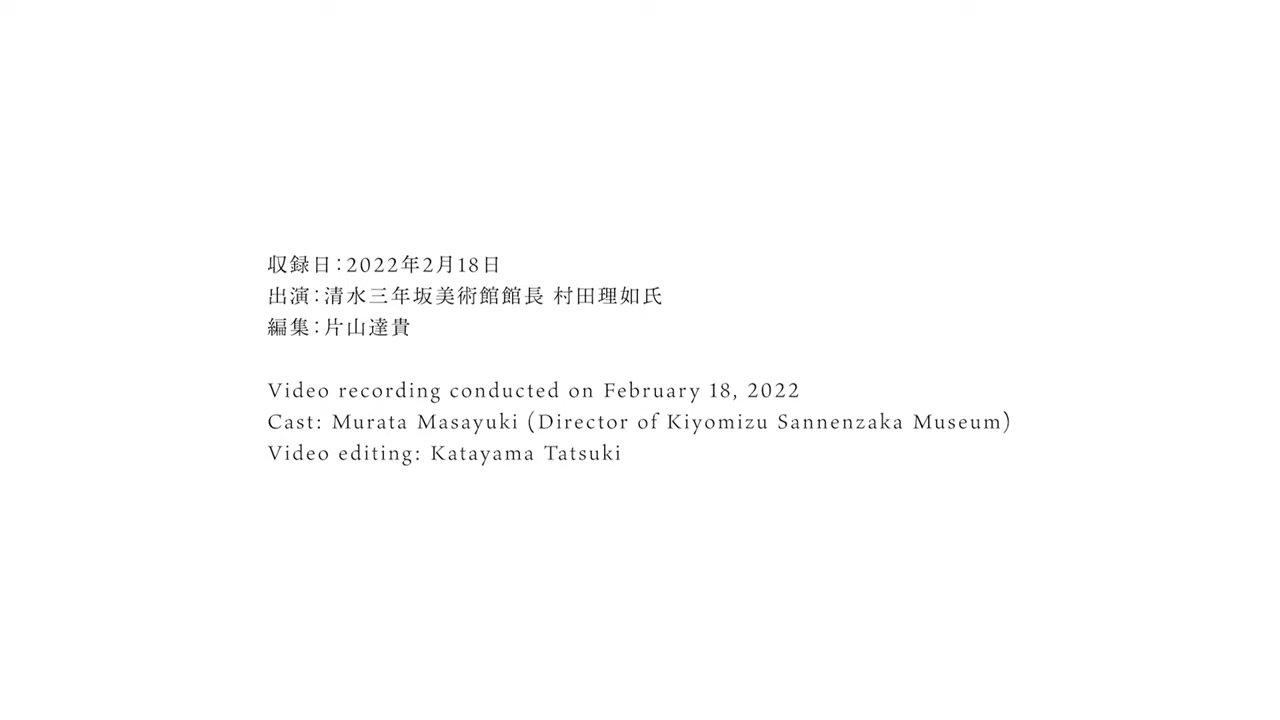 収録日：2022年2月18日
出演：清水三年坂美術館館長 村田理如氏
編集：片山達貴
Video recording conducted on February 18, 2022
Cast: Murata Masayuki (Director of Kiyomizu Sannenzaka Museum)
Video editing: Katayama Tatsuki